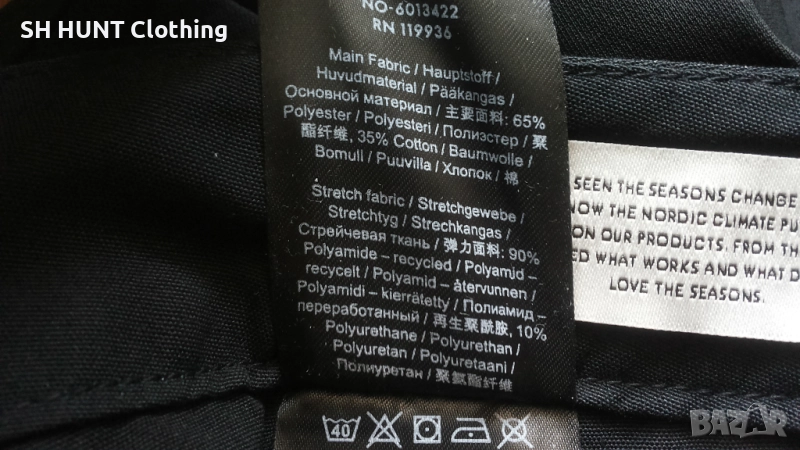 SH HUNT Clothing
NO-6013422
RN 119936
Main Fabric / Hauptstoff /
Huvudmaterial / Pääkangas /
Основной материал / 主要面料: 65%
Polyester / Polyesteri / Полиэстер / 聚
酯纤维, 35% Cotton / Baumwolle /
Bomull / Puuvilla / Хлопок / 棉
Stretch fabric / Stretchgewebe /
Stretchtyg / Strechkangas /
Стрейчевая ткань / 弹力面料: 90%
Polyamide – recycled / Polyamid –
recycelt / Polyamid – återvunnen /
Polyamidi – kierrätetty / Полиамид –
переработанный / 再生聚酰胺, 10%
Polyurethane / Polyurethan /
Polyuretan / Polyuretaani /
Полиуретан / 聚氨酯纤维
40
SEEN THE SEASONS CHANGE
NOW THE NORDIC CLIMATE PU
ON OUR PRODUCTS. FROM TH
ED WHAT WORKS AND WHAT D
LOVE THE SEASONS.
BAZAR